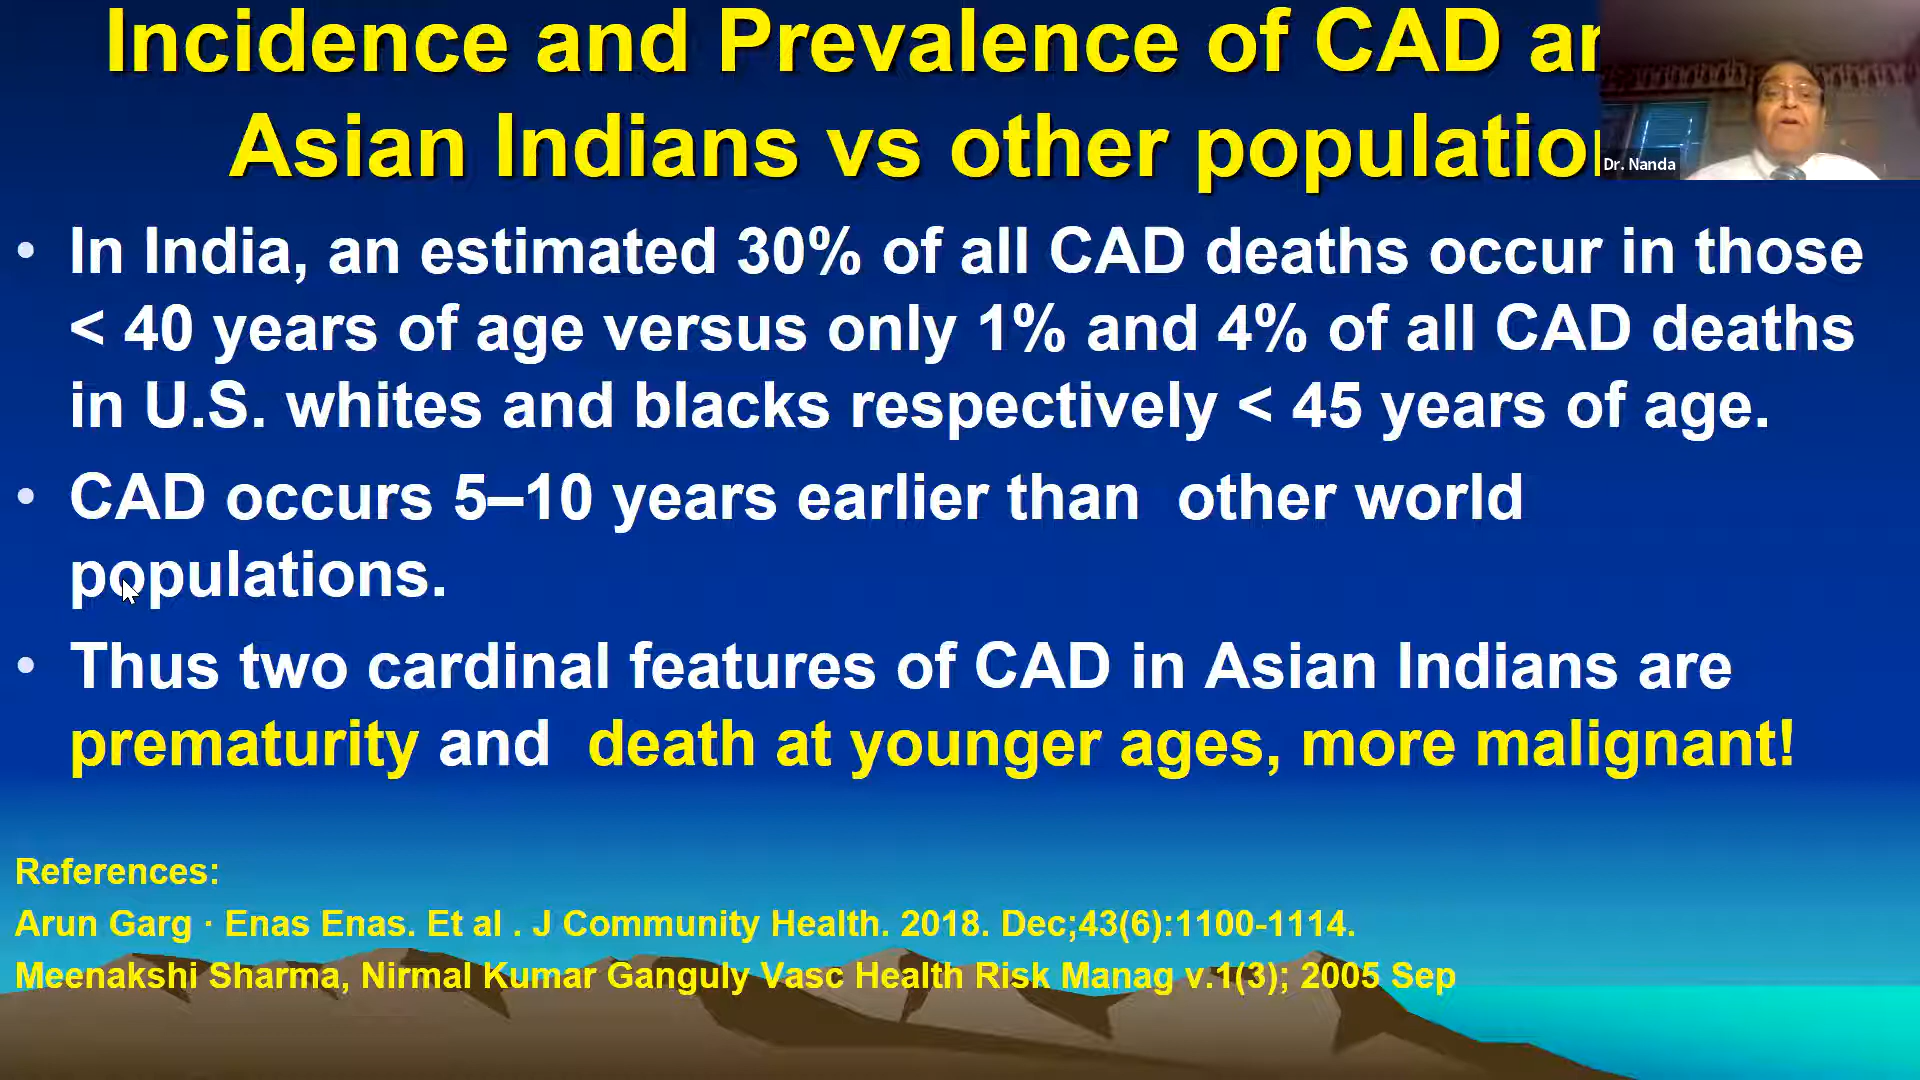 Incidence and Prevalence of CAD
Asian Indians vs other
Dr. Nanda
• In India, an estimated 30% of all CAD deaths occur in those
< 40 years of age versus only 1% and 4% of all CAD deaths
in U.S. whites and blacks respectively < 45 years of age.
• CAD occurs 5–10 years earlier than other world
populations.
• Thus two cardinal features of CAD in Asian Indians are
prematurity and death at younger ages, more malignant!
References:
Arun Garg · Enas Enas. Et al . J Community Health. 2018. Dec;43(6):1100-1114.
Meenakshi Sharma, Nirmal Kumar Ganguly Vasc Health Risk Manag v.1(3); 2005 Sep